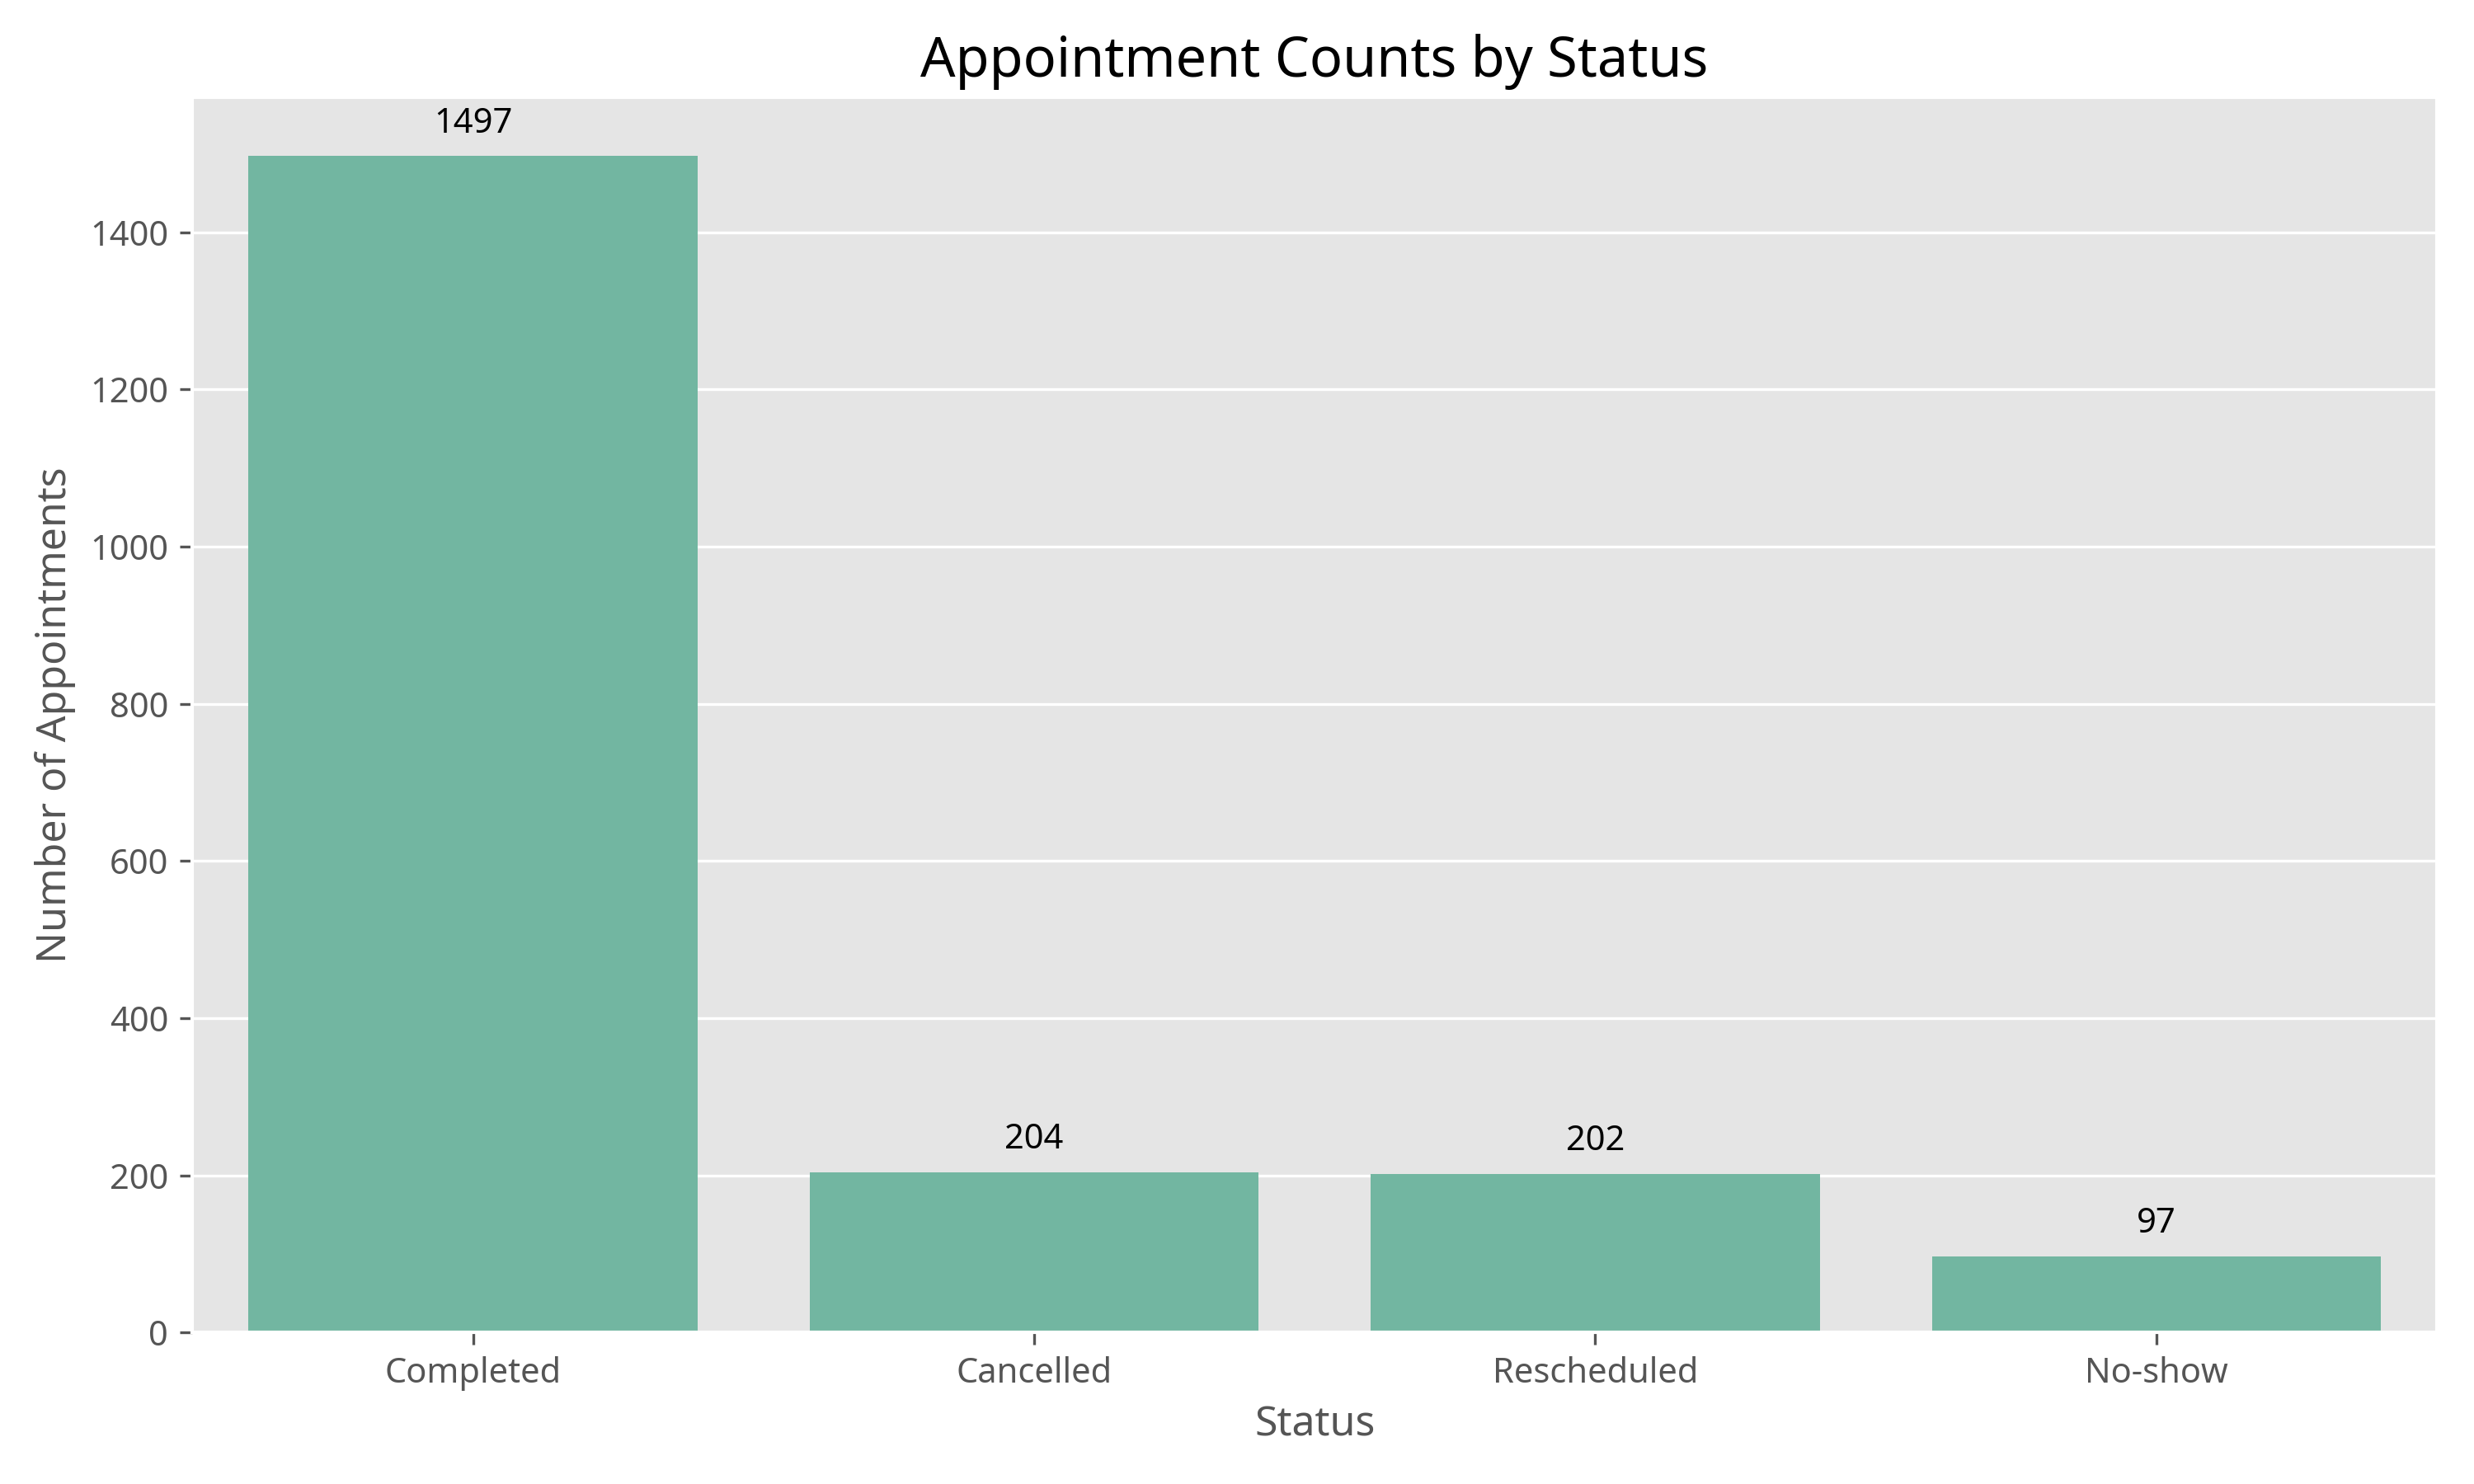 Appointment Counts by Status
1497
1400
1200
1000
800
600
400
200
0
Number of Appointments
204
202
97
Completed
Cancelled
Rescheduled
No-show
Status